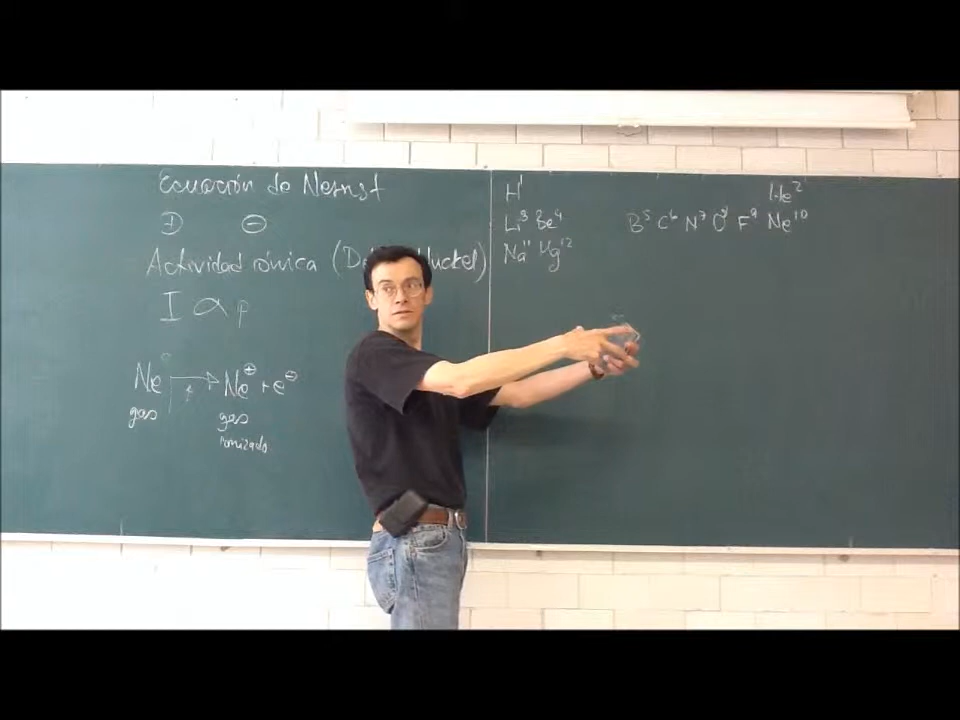 Ecuación de Nernst
⊕ ⊖
Actividad iónica (De huckel)
I α p
Ne → Ne⊕ + e⊖
gas gas
ionizado
H¹ He²
Li³ Be⁴ B⁵ C⁶ N⁷ O⁸ F⁹ Ne¹⁰
Na¹¹ Mg¹²